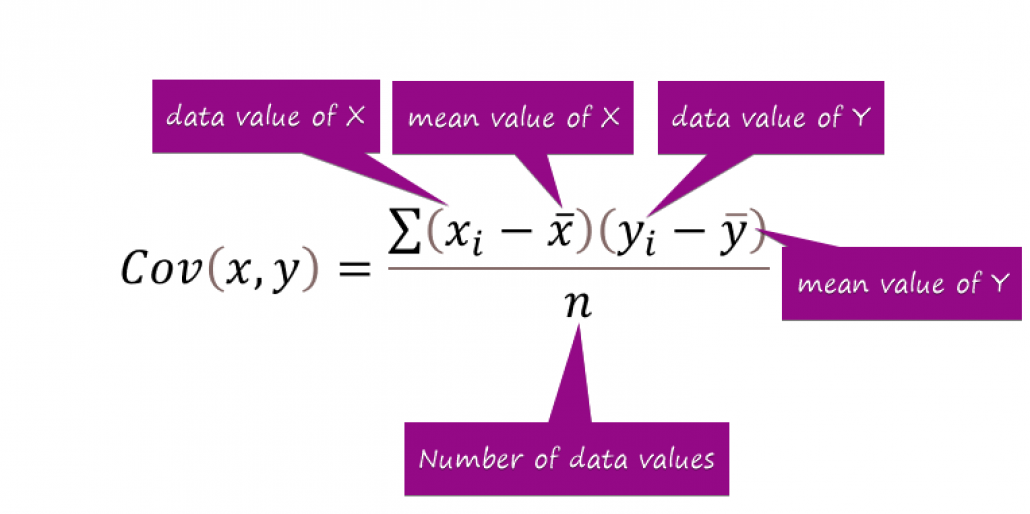 data value of X
mean value of X
data value of Y
Cov(x, y) = ∑(xᵢ − x̄)(yᵢ − ȳ) / n
mean value of Y
Number of data values